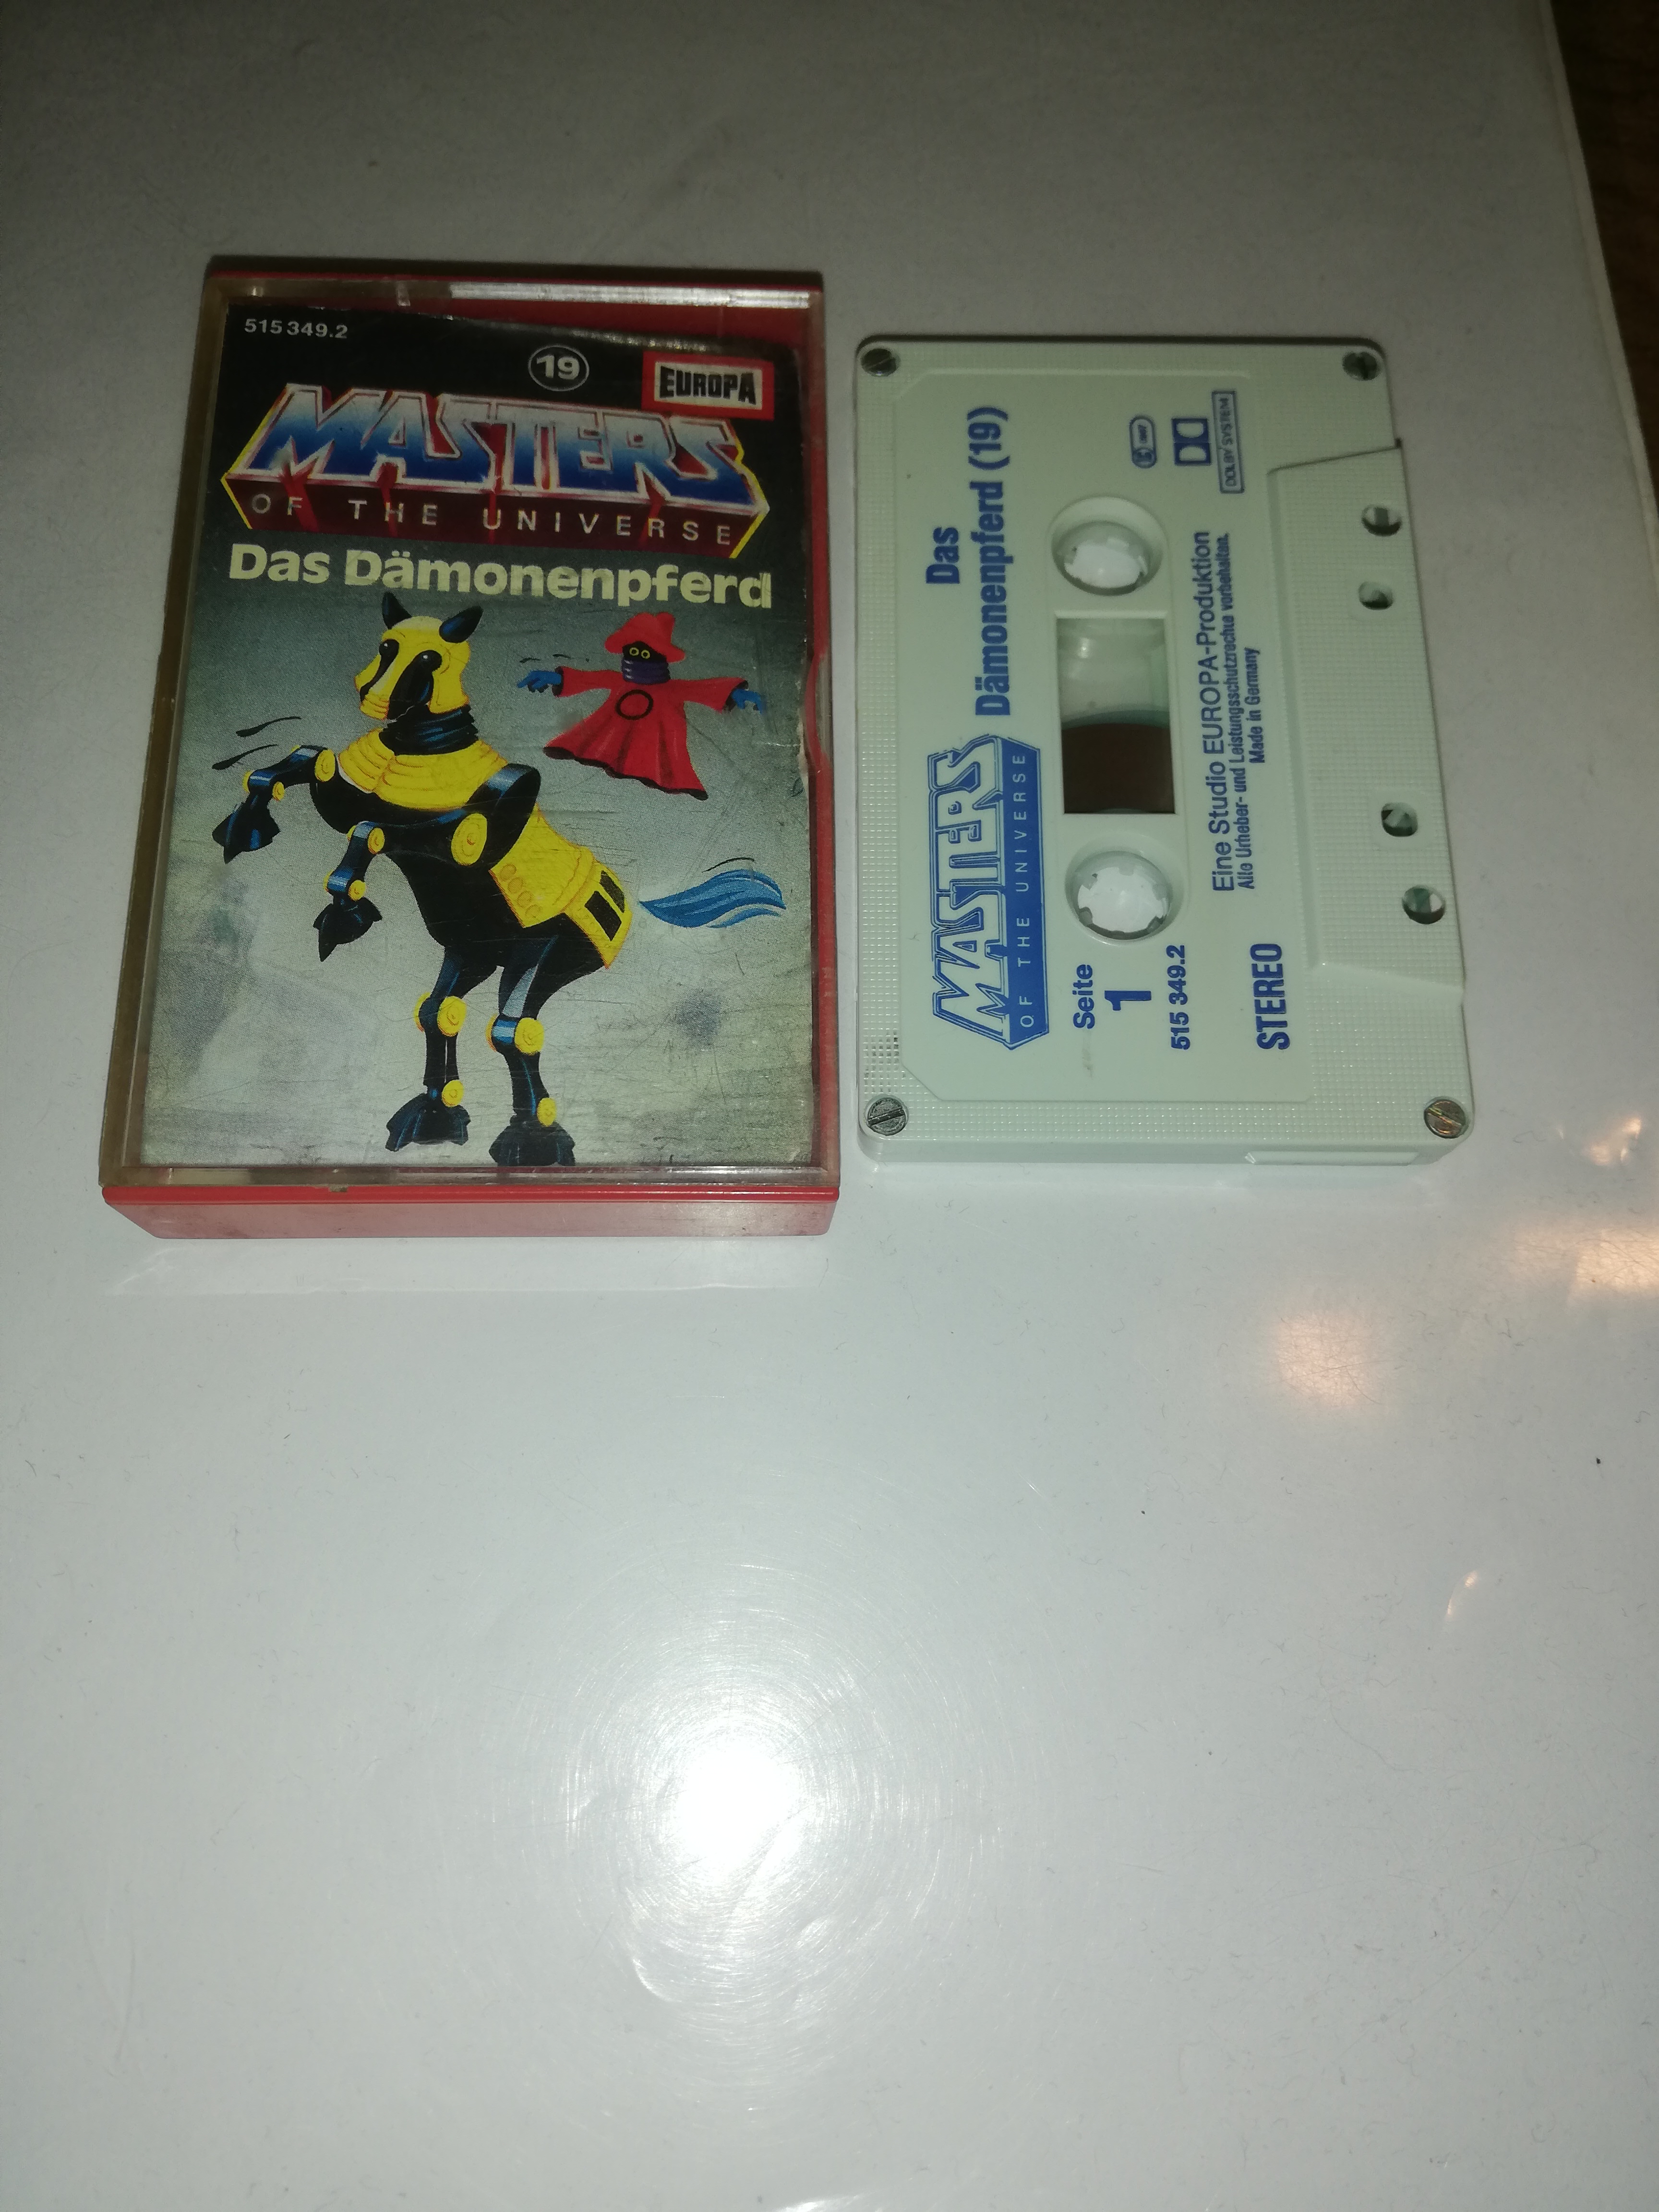 515 349.2
19
EUROPA
MASTERS
OF THE UNIVERSE
Das Dämonenpferd
MASTERS
OF THE UNIVERSE
Das
Dämonenpferd (19)
Seite
1
515 349.2
STEREO
DOLBY SYSTEM
Eine Studio EUROPA-Produktion
Alle Urheber- und Leistungsschutzrechte vorbehalten.
Made in Germany